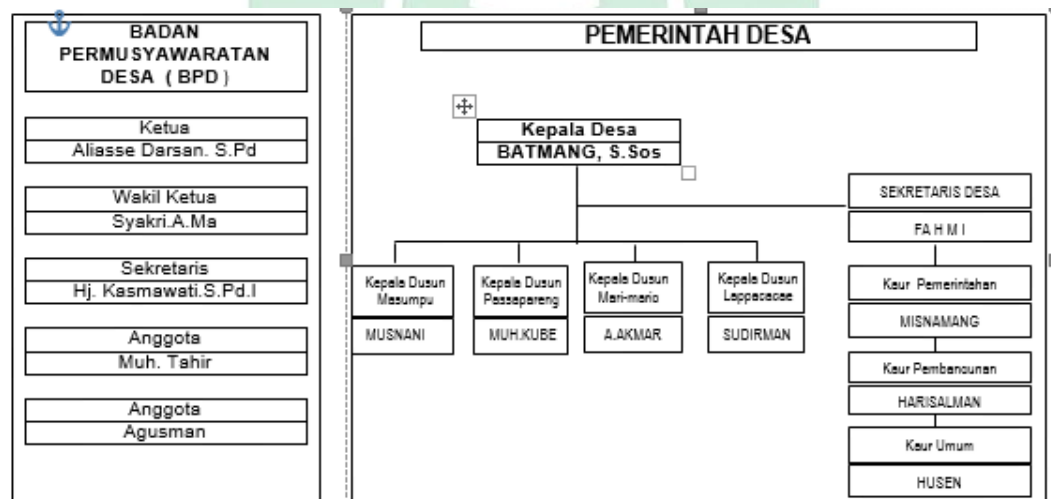 BADAN
PERMUSYAWARATAN
DESA ( BPD )
Ketua
Aliasse Darsan. S.Pd
Wakil Ketua
Syakri.A.Ma
Sekretaris
Hj. Kasmawati.S.Pd.I
Anggota
Muh. Tahir
Anggota
Agusman
PEMERINTAH DESA
Kepala Desa
BATMANG, S.Sos
SEKRETARIS DESA
FA H M I
Kepala Dusun
Masumpu
MUSNANI
Kepala Dusun
Passapareng
MUH.KUBE
Kepala Dusun
Mari-mario
A.AKMAR
Kepala Dusun
Lappacacae
SUDIRMAN
Kaur Pemerintahan
MISNAMANG
Kaur Pembangunan
HARISALMAN
Kaur Umum
HUSEN